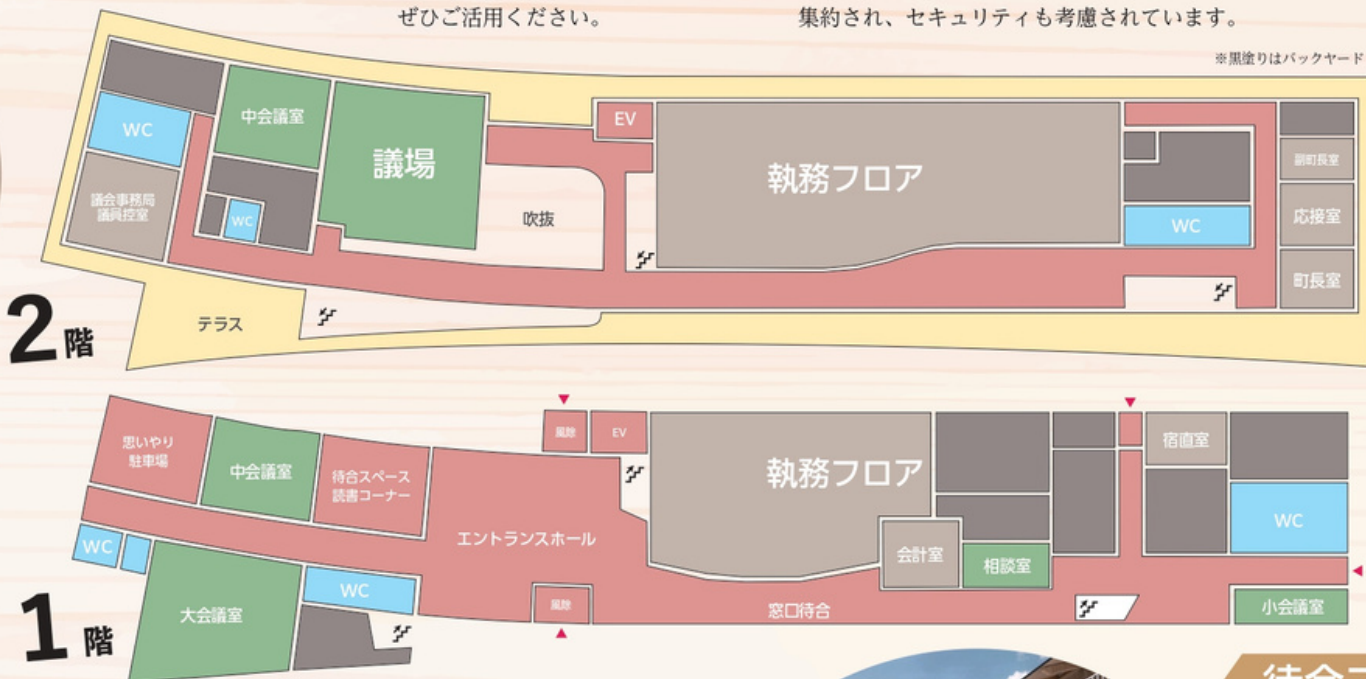 ぜひご活用ください。
集約され、セキュリティも考慮されています。
※黒塗りはバックヤード
WC
中会議室
議場
EV
執務フロア
副町長室
議会事務局
議員控室
WC
吹抜
WC
応接室
町長室
テラス
2階
思いやり
駐車場
中会議室
待合スペース
読書コーナー
風除
EV
執務フロア
宿直室
WC
エントランスホール
会計室
相談室
WC
WC
大会議室
風除
窓口待合
小会議室
1階